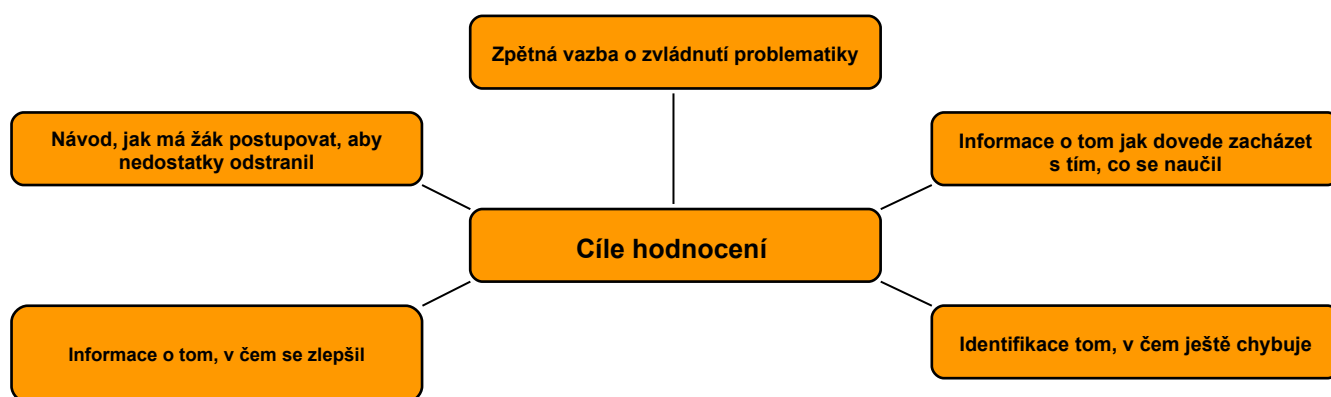 Zpětná vazba o zvládnutí problematiky
Návod, jak má žák postupovat, aby
nedostatky odstranil
Informace o tom jak dovede zacházet
s tím, co se naučil
Cíle hodnocení
Informace o tom, v čem se zlepšil
Identifikace tom, v čem ještě chybuje